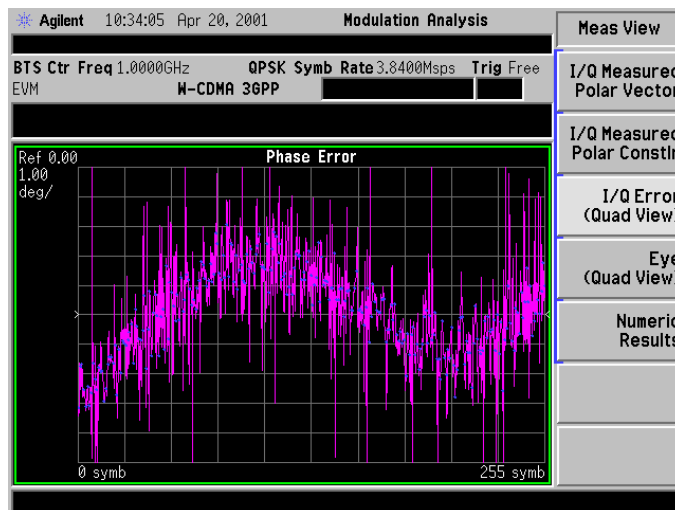 Agilent 10:34:05 Apr 20, 2001 Modulation Analysis
BTS Ctr Freq 1.0000GHz QPSK Symb Rate 3.8400Msps Trig Free
EVM W-CDMA 3GPP
Ref 0.00 Phase Error
1.00
deg/
0 symb 255 symb
Meas View
I/Q Measured
Polar Vector
I/Q Measured
Polar Constln
I/Q Error
(Quad View)
Eye
(Quad View)
Numeric
Results